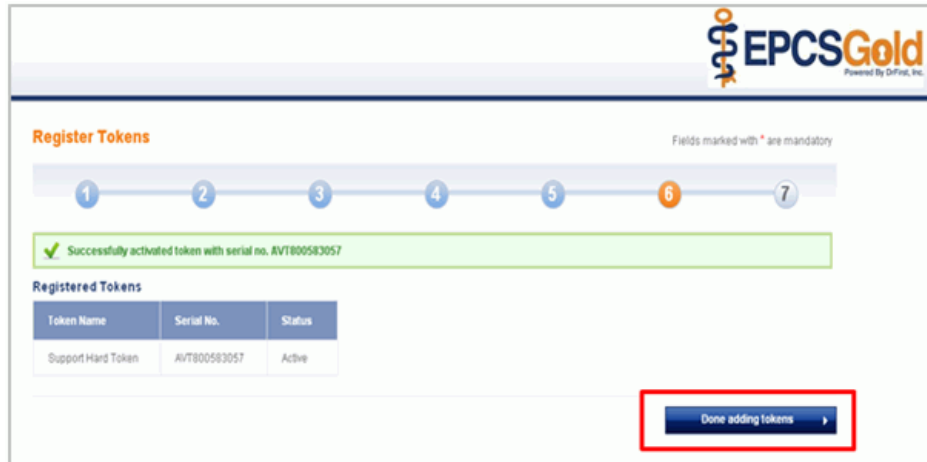 EPCSGold
Powered By DrFirst, Inc.
Register Tokens
Fields marked with * are mandatory
1 2 3 4 5 6 7
Successfully activated token with serial no. AVT800583057
Registered Tokens
Token Name Serial No. Status
Support Hard Token AVT800583057 Active
Done adding tokens